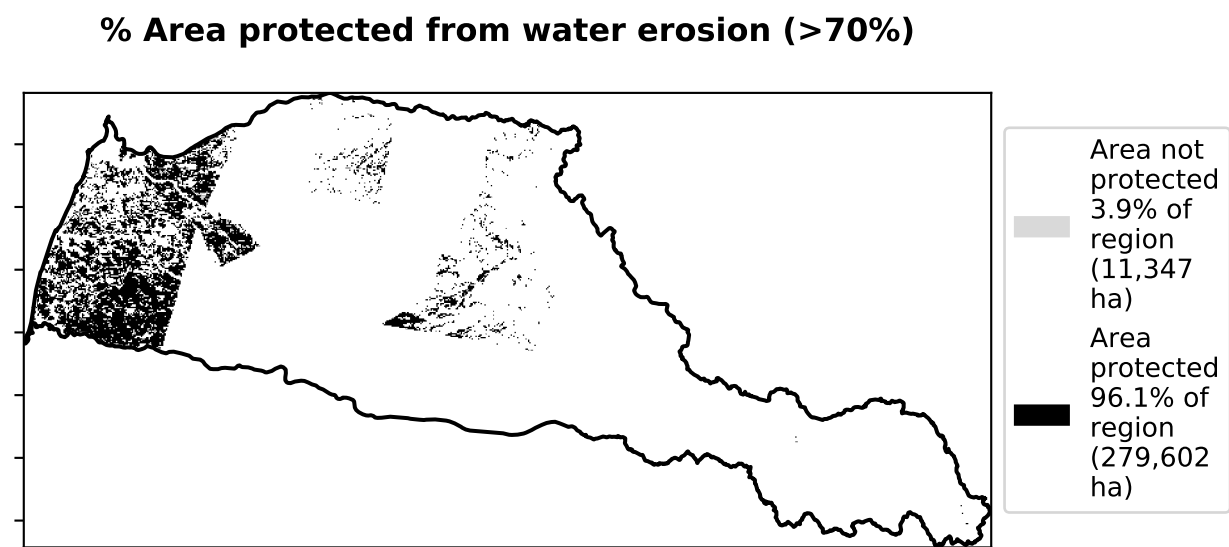 % Area protected from water erosion (>70%)
Area not
protected
3.9% of
region
(11,347
ha)
Area
protected
96.1% of
region
(279,602
ha)